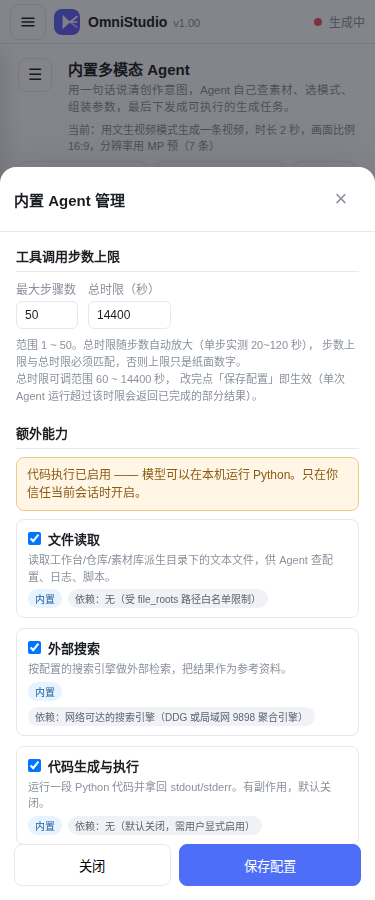 OmniStudio v1.00
生成中
内置多模态 Agent
用一句话说清创作意图，Agent 自己查素材、选模式、
组装参数，最后下发成可执行的生成任务。
当前：用文生视频模式生成一条视频，时长 2 秒，画面比例
16:9，分辨率用 MP 预（7 条）
内置 Agent 管理
工具调用步数上限
最大步骤数 总时限（秒）
50 14400
范围 1 ~ 50。总时限随步数自动放大（单步实测 20~120 秒），步数上
限与总时限必须匹配，否则上限只是纸面数字。
总时限可调范围 60 ~ 14400 秒， 改完点「保存配置」即生效（单次
Agent 运行超过该时限会返回已完成的部分结果）。
额外能力
代码执行已启用 —— 模型可以在本机运行 Python。只在你
信任当前会话时开启。
文件读取
读取工作台/仓库/素材库派生目录下的文本文件，供 Agent 查配
置、日志、脚本。
内置 依赖：无（受 file_roots 路径白名单限制）
外部搜索
按配置的搜索引擎做外部检索，把结果作为参考资料。
内置
依赖：网络可达的搜索引擎（DDG 或局域网 9898 聚合引擎）
代码生成与执行
运行一段 Python 代码并拿回 stdout/stderr。有副作用，默认关
闭。
内置 依赖：无（默认关闭，需用户显式启用）
关闭 保存配置